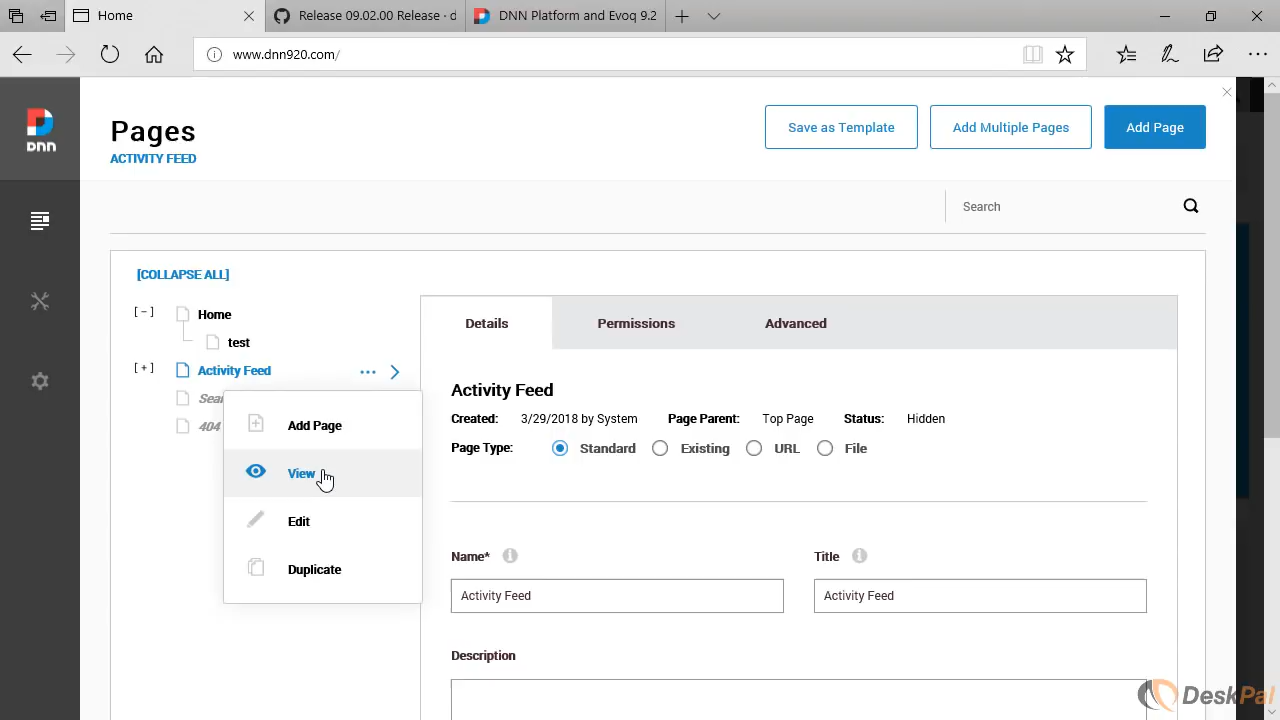 Home
Release 09.02.00 Release · d
DNN Platform and Evoq 9.2
www.dnn920.com/
DNN
Pages
ACTIVITY FEED
Save as Template
Add Multiple Pages
Add Page
Search
[COLLAPSE ALL]
[-] Home
test
[+] Activity Feed
Sea
404
Add Page
View
Edit
Duplicate
Details
Permissions
Advanced
Activity Feed
Created: 3/29/2018 by System Page Parent: Top Page Status: Hidden
Page Type: Standard Existing URL File
Name* Title
Activity Feed Activity Feed
Description
DeskPal